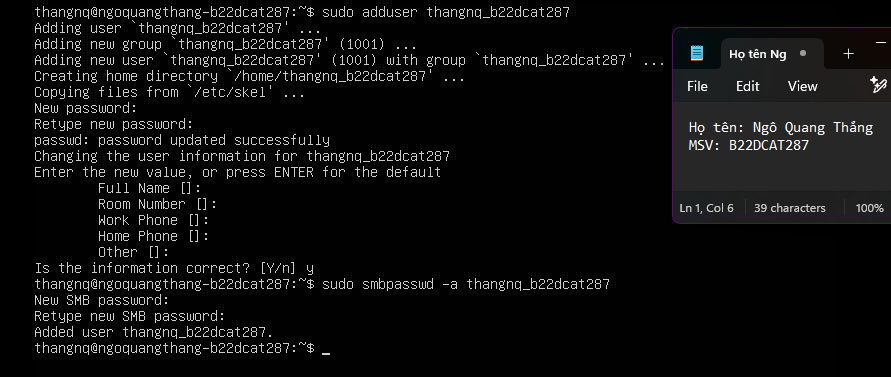 thangnq@ngoquangthang-b22dcat287:~$ sudo adduser thangnq_b22dcat287
Adding user `thangnq_b22dcat287' ...
Adding new group `thangnq_b22dcat287' (1001) ...
Adding new user `thangnq_b22dcat287' (1001) with group `thangnq_b22dcat287' ...
Creating home directory `/home/thangnq_b22dcat287' ...
Copying files from `/etc/skel' ...
New password:
Retype new password:
passwd: password updated successfully
Changing the user information for thangnq_b22dcat287
Enter the new value, or press ENTER for the default
Full Name []:
Room Number []:
Work Phone []:
Home Phone []:
Other []:
Is the information correct? [Y/n] y
thangnq@ngoquangthang-b22dcat287:~$ sudo smbpasswd -a thangnq_b22dcat287
New SMB password:
Retype new SMB password:
Added user thangnq_b22dcat287.
thangnq@ngoquangthang-b22dcat287:~$ _
Họ tên Ng
File Edit View
Họ tên: Ngô Quang Thắng
MSV: B22DCAT287
Ln 1, Col 6 39 characters 100%